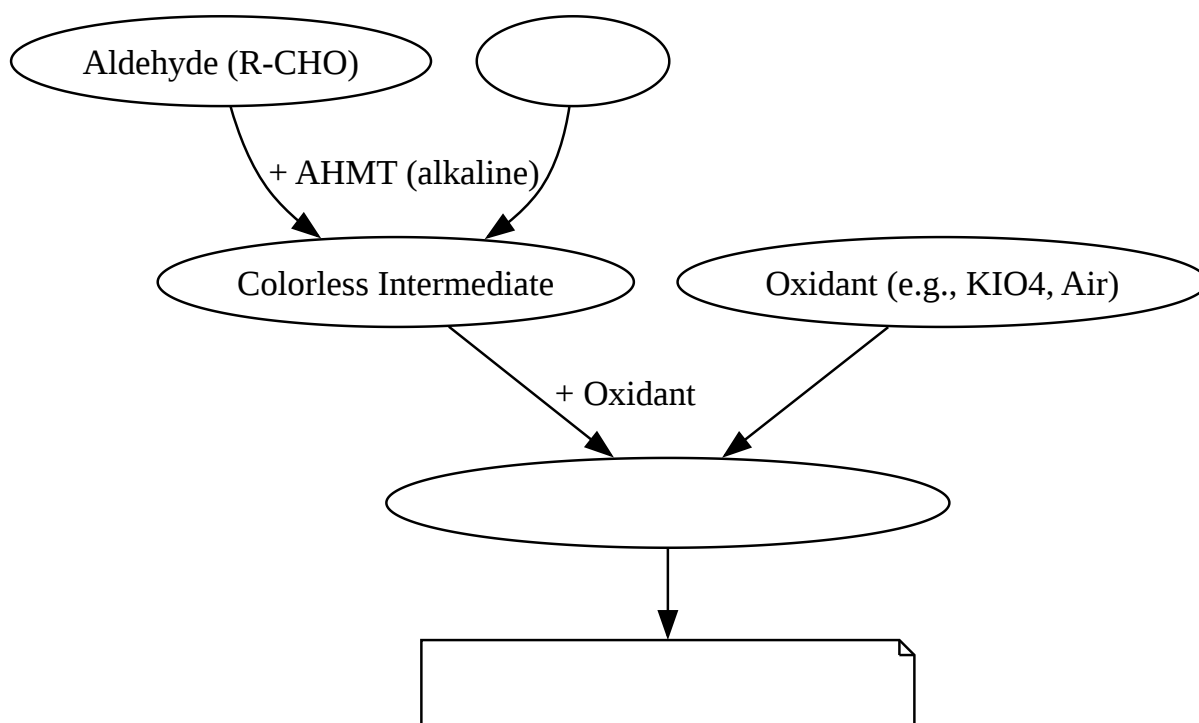 Aldehyde (R-CHO)
+ AHMT (alkaline)
Colorless Intermediate
Oxidant (e.g., KIO4, Air)
+ Oxidant